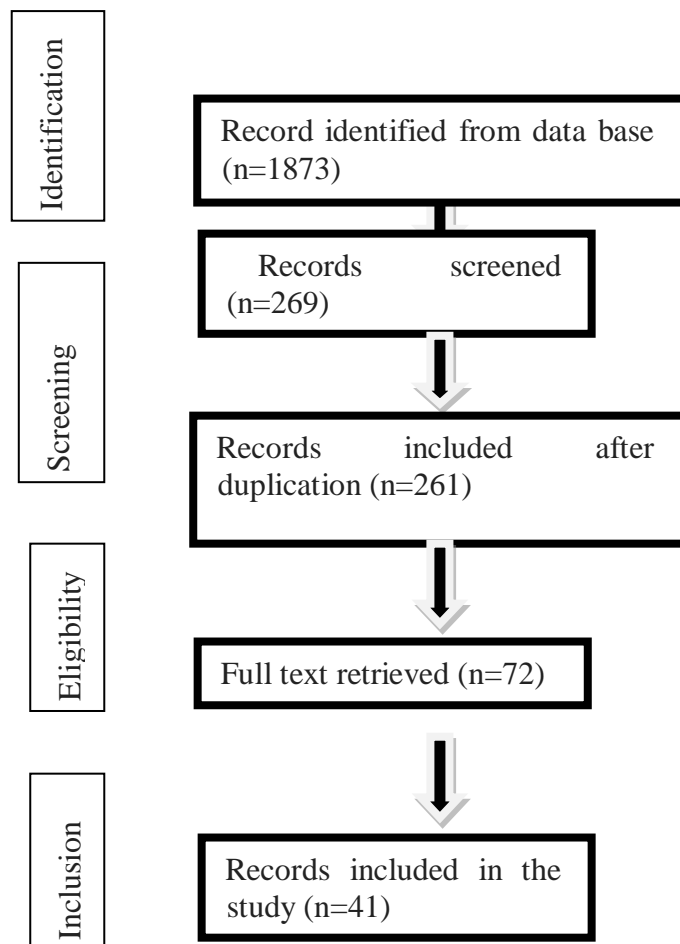 Identification
Record identified from data base
(n=1873)
Records screened
(n=269)
Screening
Records included after
duplication (n=261)
Eligibility
Full text retrieved (n=72)
Inclusion
Records included in the
study (n=41)